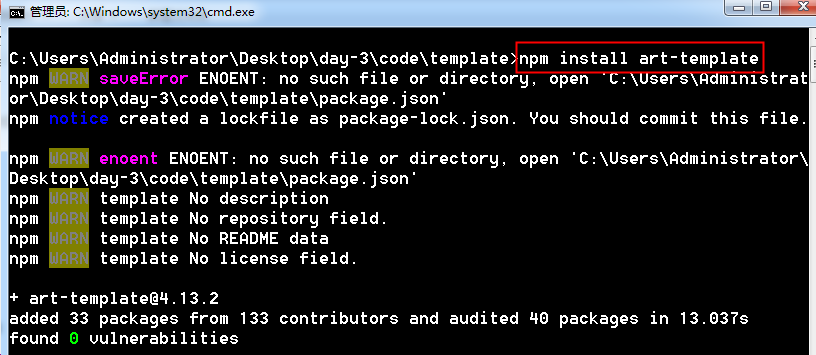 管理员: C:\Windows\system32\cmd.exe
C:\Users\Administrator\Desktop\day-3\code\template>npm install art-template
npm WARN saveError ENOENT: no such file or directory, open 'C:\Users\Administrat
or\Desktop\day-3\code\template\package.json'
npm notice created a lockfile as package-lock.json. You should commit this file.
npm WARN enoent ENOENT: no such file or directory, open 'C:\Users\Administrator\
Desktop\day-3\code\template\package.json'
npm WARN template No description
npm WARN template No repository field.
npm WARN template No README data
npm WARN template No license field.
+ art-template@4.13.2
added 33 packages from 133 contributors and audited 40 packages in 13.037s
found 0 vulnerabilities